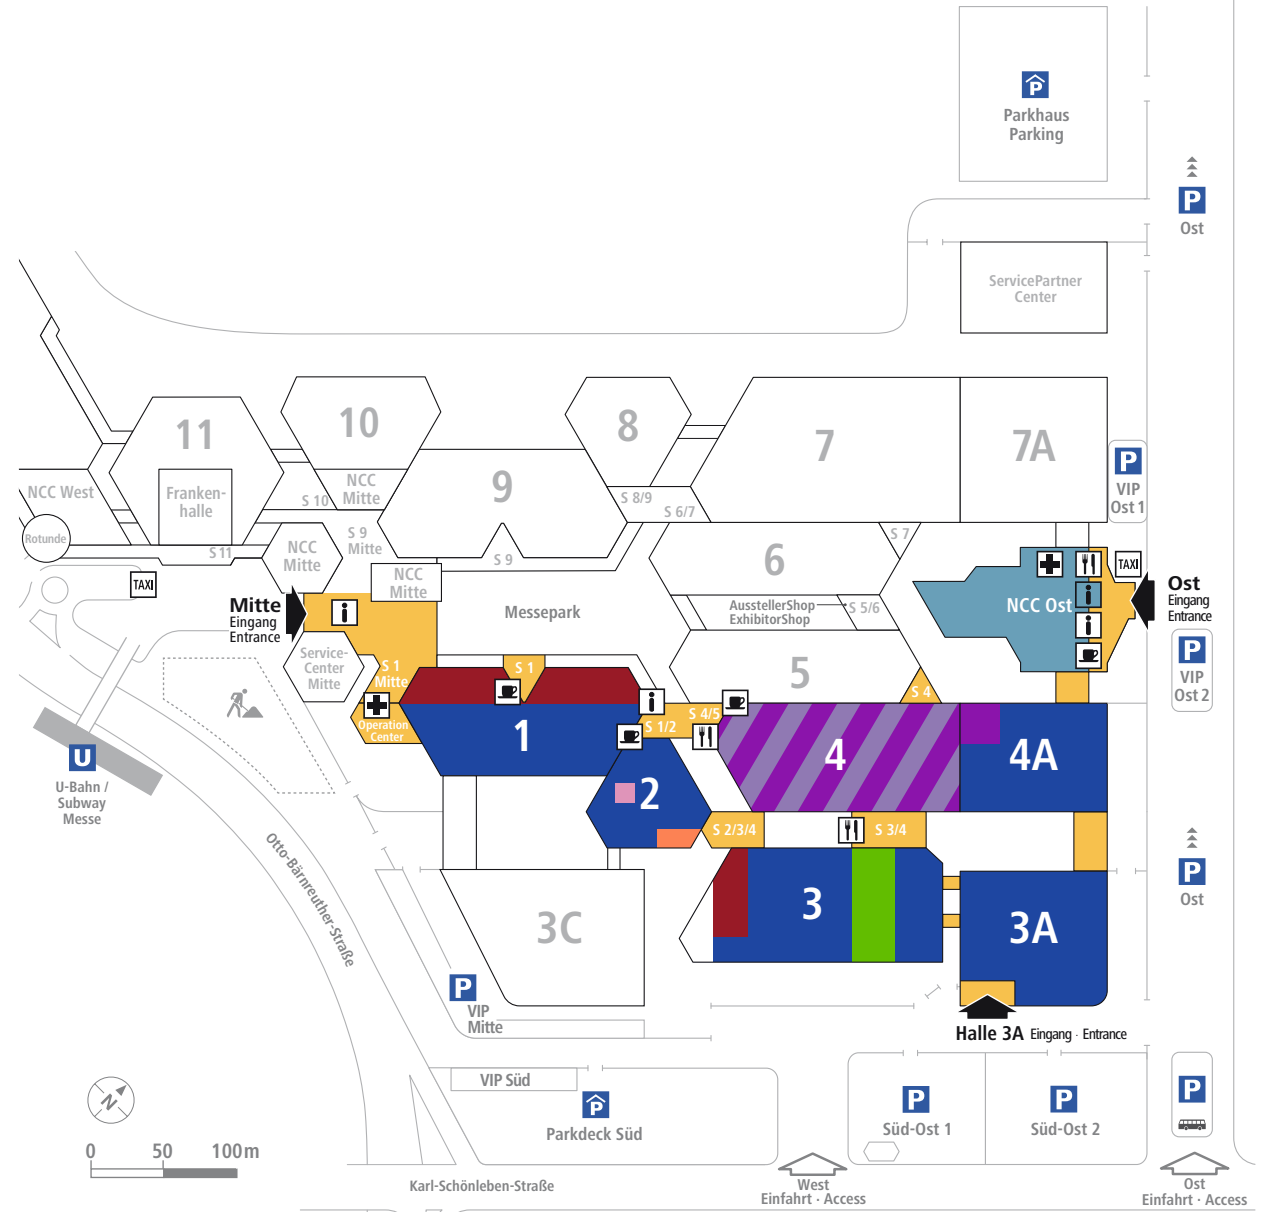 P
Parkhaus
Parking
P
Ost
ServicePartner
Center
11
10
8
7
7A
P
VIP
Ost 1
NCC West
Franken-
halle
S 10
NCC
Mitte
9
S 8/9
S 6/7
Rotunde
S 11
NCC
Mitte
S 9
Mitte
S 9
6
S 7
TAXI
NCC
Mitte
TAXI
Mitte
Eingang
Entrance
i
Messepark
AusstellerShop
ExhibitorShop
S 5/6
NCC Ost
i
i
Ost
Eingang
Entrance
Service-
Center
Mitte
S 1
Mitte
S 1
5
S 4
P
VIP
Ost 2
Operation
Center
1
i
S 1/2
S 4/5
4
4A
U
U-Bahn /
Subway
Messe
2
S 2/3/4
S 3/4
Otto-Bärnreuther-Straße
3C
3
3A
P
Ost
P
VIP
Mitte
Halle 3A Eingang · Entrance
N
VIP Süd
P
Parkdeck Süd
P
Süd-Ost 1
P
Süd-Ost 2
P
0 50 100m
Karl-Schönleben-Straße
West
Einfahrt · Access
Ost
Einfahrt · Access